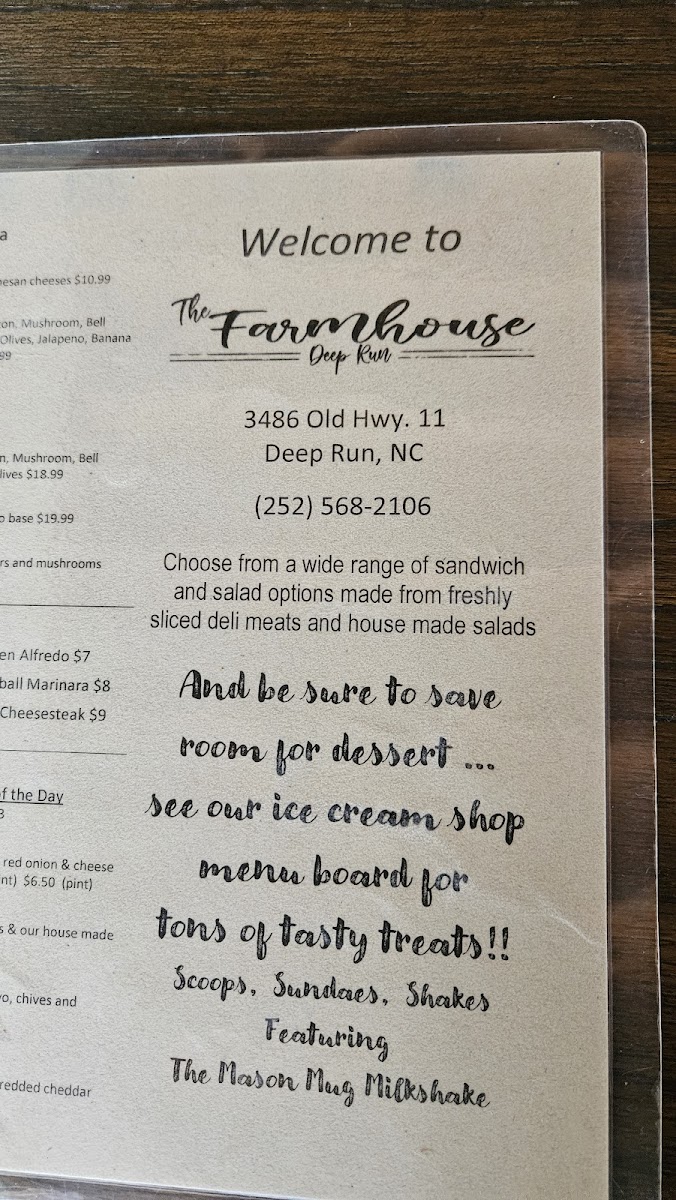 a
esan cheeses $10.99
on, Mushroom, Bell
Olives, Jalapeno, Banana
99
n, Mushroom, Bell
lives $18.99
o base $19.99
rs and mushrooms
en Alfredo $7
ball Marinara $8
Cheesesteak $9
f the Day
3
red onion & cheese
nt) $6.50 (pint)
s & our house made
o, chives and
redded cheddar
Welcome to
The Farmhouse
Deep Run
3486 Old Hwy. 11
Deep Run, NC
(252) 568-2106
Choose from a wide range of sandwich
and salad options made from freshly
sliced deli meats and house made salads
And be sure to save
room for dessert ...
see our ice cream shop
menu board for
tons of tasty treats!!
Scoops, Sundaes, Shakes
Featuring
The Mason Mug Milkshake